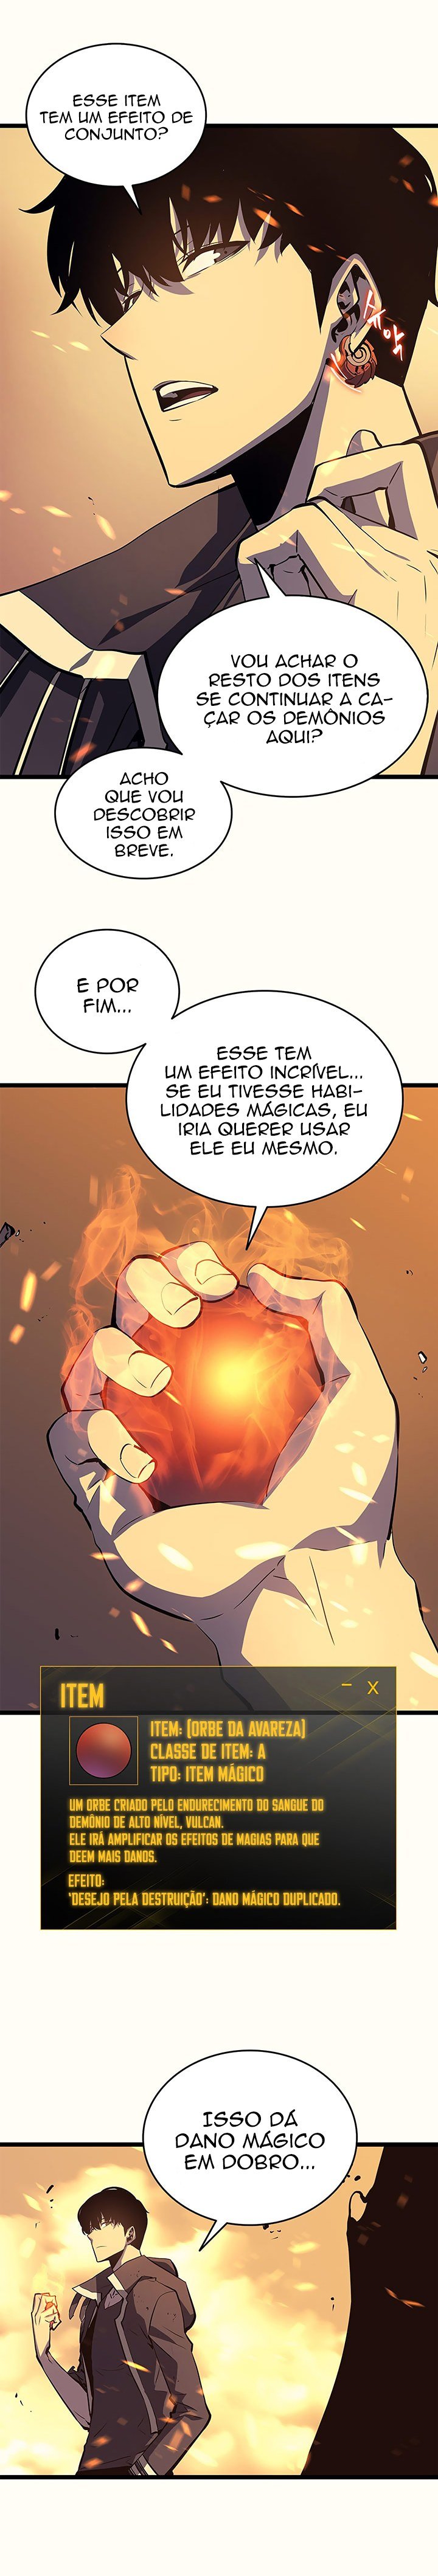 ESSE ITEM
TEM UM EFEITO DE
CONJUNTO?
VOU ACHAR O
RESTO DOS ITENS
SE CONTINUAR A CA-
ÇAR OS DEMÔNIOS
AQUI?
ACHO
QUE VOU
DESCOBRIR
ISSO EM
BREVE.
E POR
FIM...
ESSE TEM
UM EFEITO INCRÍVEL...
SE EU TIVESSE HABI-
LIDADES MÁGICAS, EU
IRIA QUERER USAR
ELE EU MESMO.
ITEM
- X
ITEM: [ORBE DA AVAREZA]
CLASSE DE ITEM: A
TIPO: ITEM MÁGICO
UM ORBE CRIADO PELO ENDURECIMENTO DO SANGUE DO
DEMÔNIO DE ALTO NÍVEL, VULCAN.
ELE IRÁ AMPLIFICAR OS EFEITOS DE MAGIAS PARA QUE
DEEM MAIS DANOS.
EFEITO:
'DESEJO PELA DESTRUIÇÃO': DANO MÁGICO DUPLICADO.
ISSO DÁ
DANO MÁGICO
EM DOBRO...